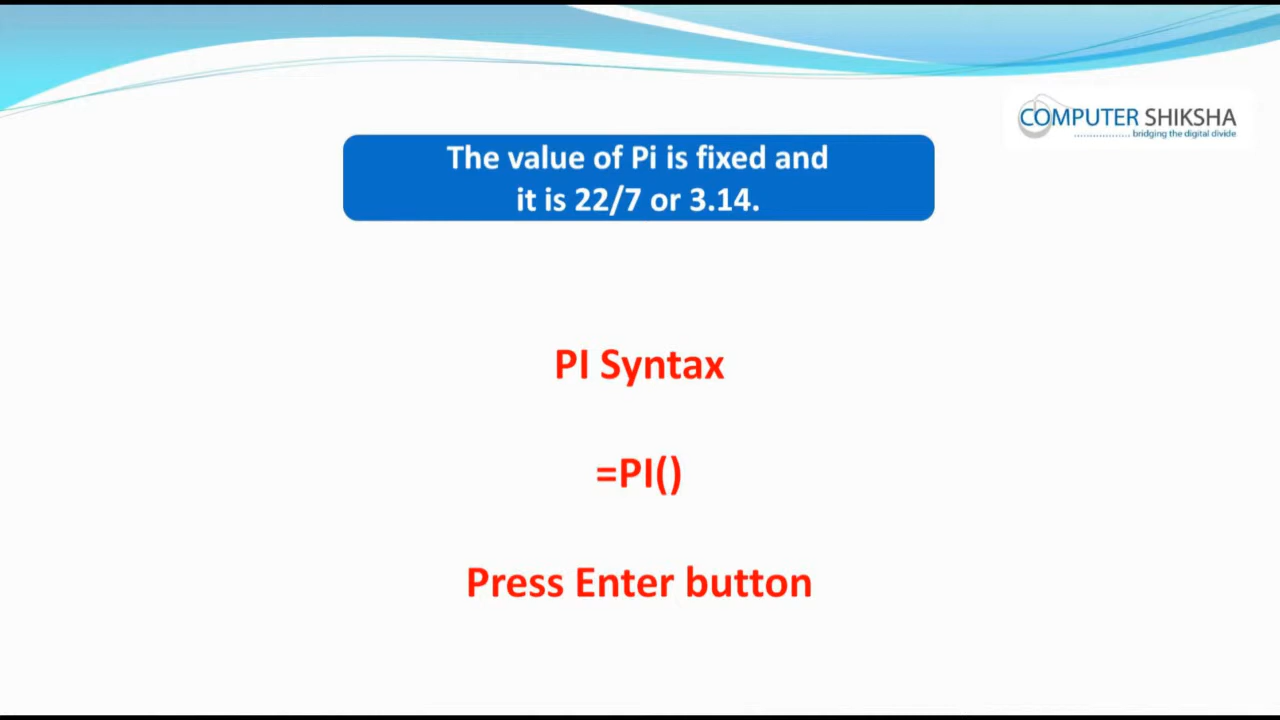 COMPUTER SHIKSHA
bridging the digital divide
The value of Pi is fixed and
it is 22/7 or 3.14.
PI Syntax
=PI()
Press Enter button